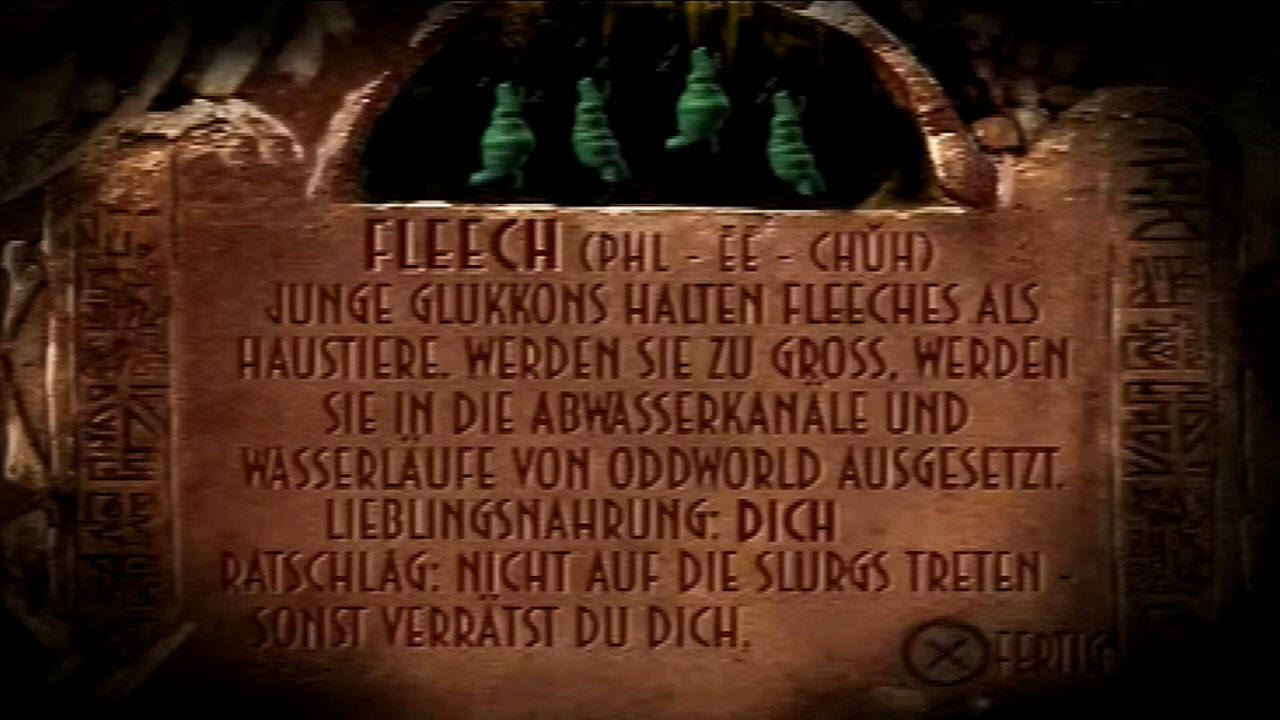 FLEECH (PHL - EE - CHŬH)
JUNGE GLUKKONS HALTEN FLEECHES ALS
HAUSTIERE. WERDEN SIE ZU GROSS, WERDEN
SIE IN DIE ABWASSERKANÄLE UND
WASSERLÄUFE VON ODDWORLD AUSGESETZT.
LIEBLINGSNAHRUNG: DICH
RATSCHLAG: NICHT AUF DIE SLURGS TRETEN -
SONST VERRÄTST DU DICH.
FERTIG